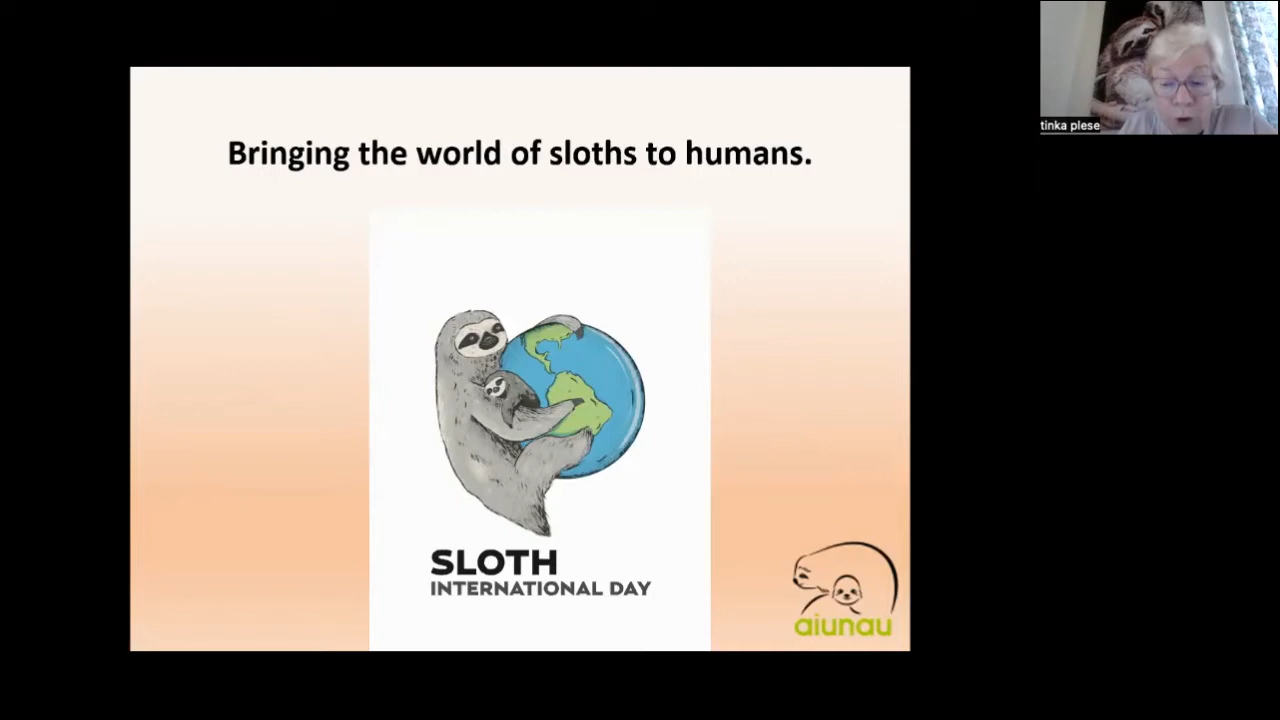 Bringing the world of sloths to humans.
tinka plese
SLOTH
INTERNATIONAL DAY
aiunau